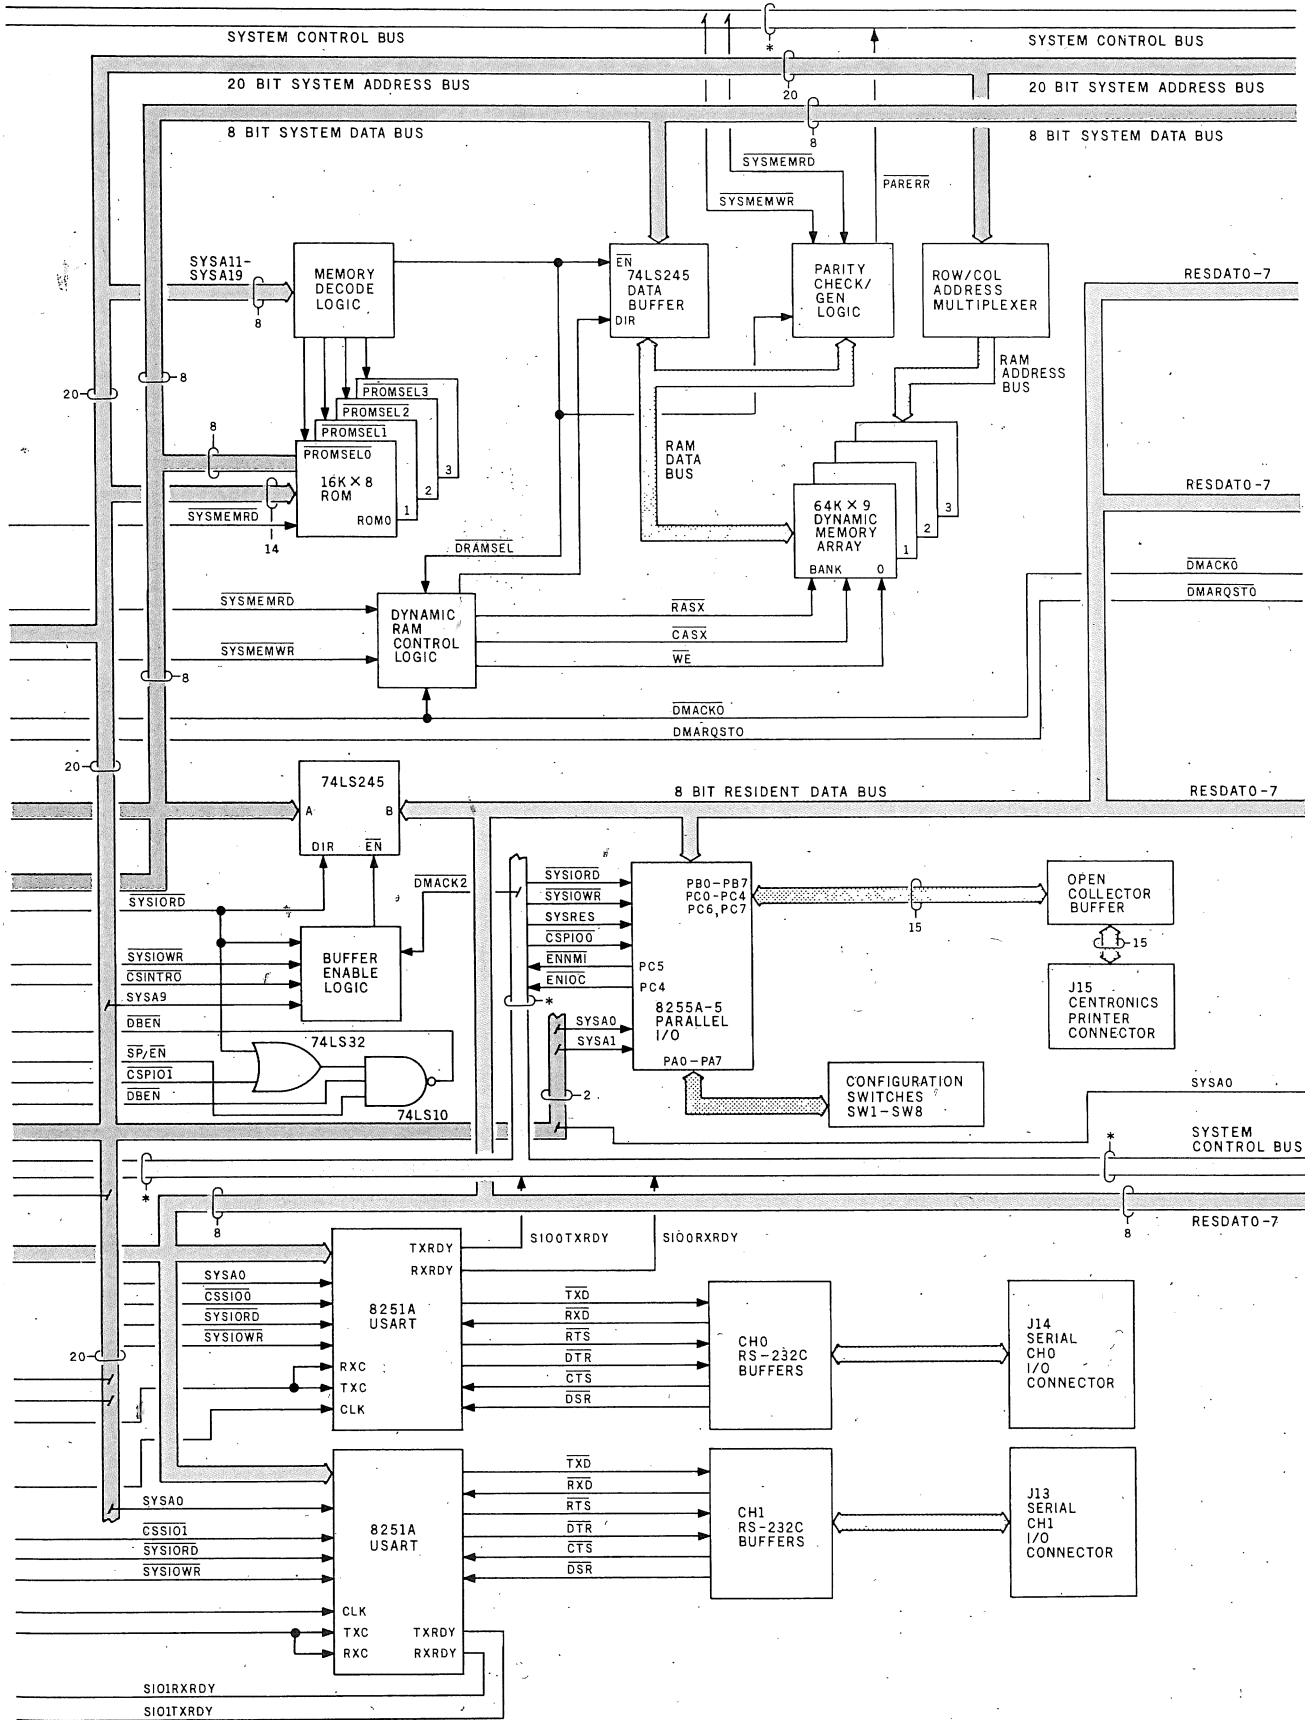 SYSTEM CONTROL BUS
*
SYSTEM CONTROL BUS
20 BIT SYSTEM ADDRESS BUS
20
20 BIT SYSTEM ADDRESS BUS
8 BIT SYSTEM DATA BUS
8
8 BIT SYSTEM DATA BUS
SYSMEMRD
PARERR
SYSMEMWR
SYSA11-
SYSA19
8
MEMORY
DECODE
LOGIC
EN
74LS245
DATA
BUFFER
DIR
PARITY
CHECK/
GEN
LOGIC
ROW/COL
ADDRESS
MULTIPLEXER
RESDAT0-7
RAM
ADDRESS
BUS
20
8
PROMSEL3
PROMSEL2
PROMSEL1
PROMSEL0
8
16K × 8
ROM
ROM0
1
2
3
SYSMEMRD
14
RAM
DATA
BUS
64K × 9
DYNAMIC
MEMORY
ARRAY
BANK 0
1
2
3
RESDAT0-7
DRAMSEL
DMACK0
DMARQST0
SYSMEMRD
SYSMEMWR
DYNAMIC
RAM
CONTROL
LOGIC
RASX
CASX
WE
8
DMACK0
DMARQST0
20
74LS245
A
B
DIR
EN
8 BIT RESIDENT DATA BUS
RESDAT0-7
SYSIORD
DMACK2
SYSIOWR
CSINTR0
SYSA9
BUFFER
ENABLE
LOGIC
DBEN
74LS32
SP/EN
CSPIO1
DBEN
74LS10
SYSIORD
SYSIOWR
SYSRES
CSPIO0
ENNMI
ENIOC
*
SYSA0
SYSA1
2
PB0-PB7
PC0-PC4
PC6,PC7
PC5
PC4
8255A-5
PARALLEL
I/O
PA0-PA7
15
OPEN
COLLECTOR
BUFFER
15
J15
CENTRONICS
PRINTER
CONNECTOR
CONFIGURATION
SWITCHES
SW1-SW8
SYSA0
*
*
SYSTEM
CONTROL BUS
8
8
RESDAT0-7
TXRDY
RXRDY
SIO0TXRDY
SIO0RXRDY
SYSA0
CSSIO0
SYSIORD
SYSIOWR
8251A
USART
RXC
TXC
CLK
20
TXD
RXD
RTS
DTR
CTS
DSR
CH0
RS-232C
BUFFERS
J14
SERIAL
CH0
I/O
CONNECTOR
SYSA0
CSSIO1
SYSIORD
SYSIOWR
8251A
USART
CLK
TXC
RXC
TXRDY
RXRDY
TXD
RXD
RTS
DTR
CTS
DSR
CH1
RS-232C
BUFFERS
J13
SERIAL
CH1
I/O
CONNECTOR
SIO1RXRDY
SIO1TXRDY